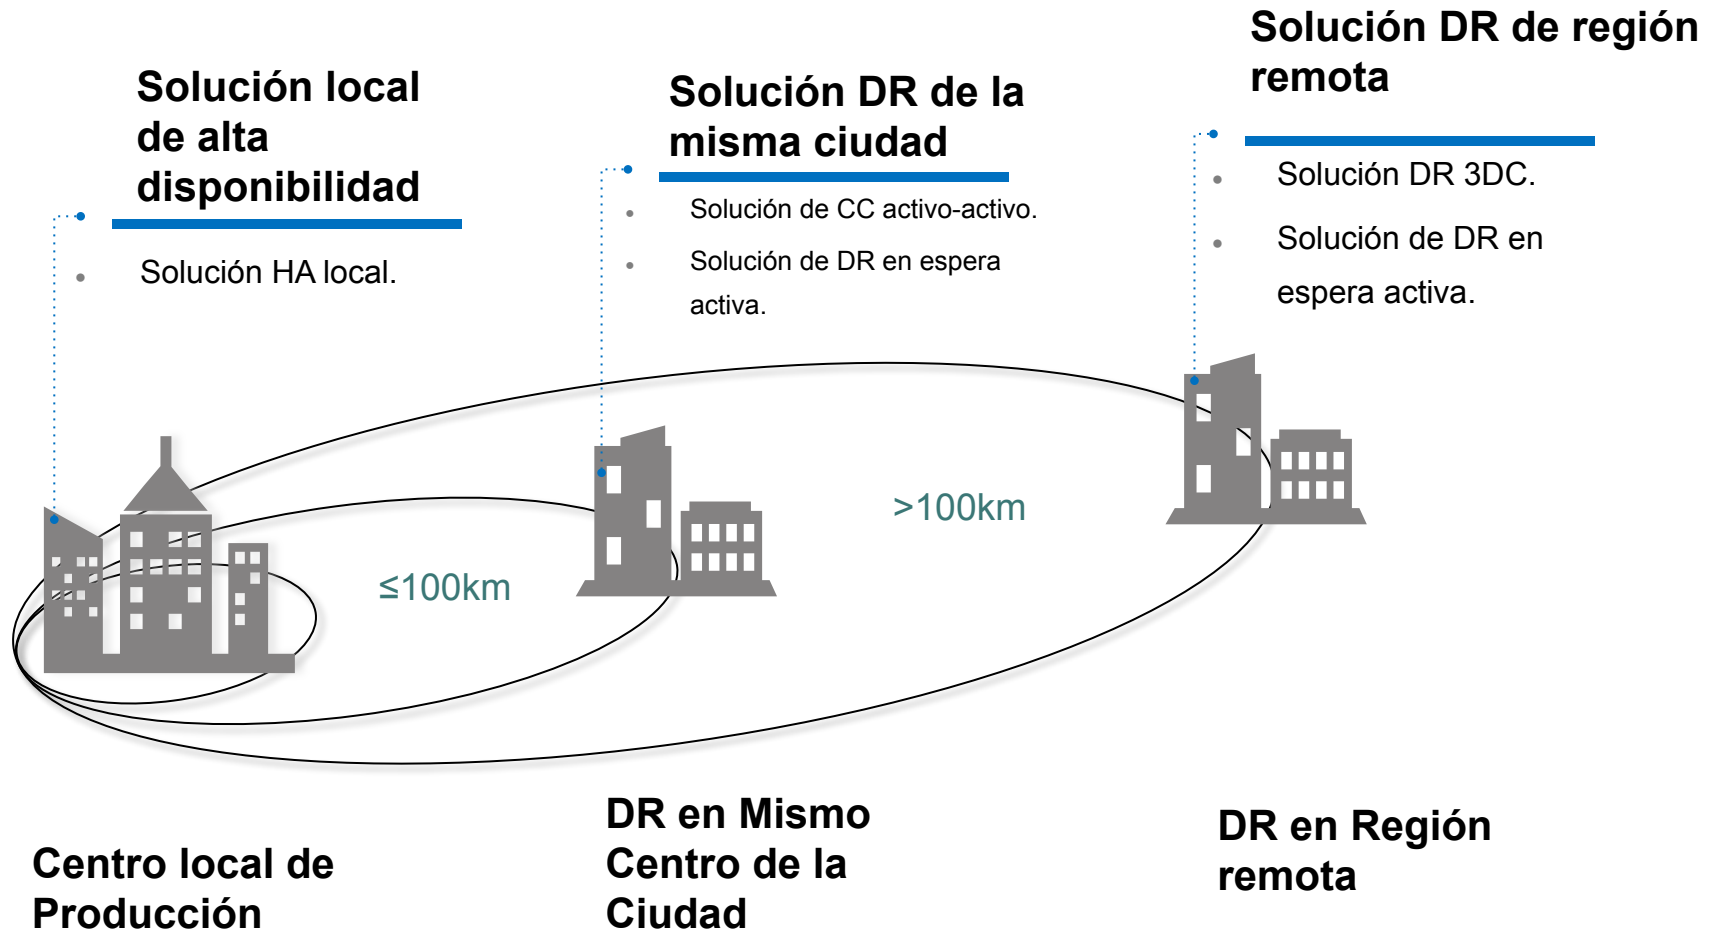 Solución local
de alta
disponibilidad
Solución HA local.
Solución DR de la
misma ciudad
Solución de CC activo-activo.
Solución de DR en espera
activa.
Solución DR de región
remota
Solución DR 3DC.
Solución de DR en
espera activa.
≤100km
>100km
Centro local de
Producción
DR en Mismo
Centro de la
Ciudad
DR en Región
remota